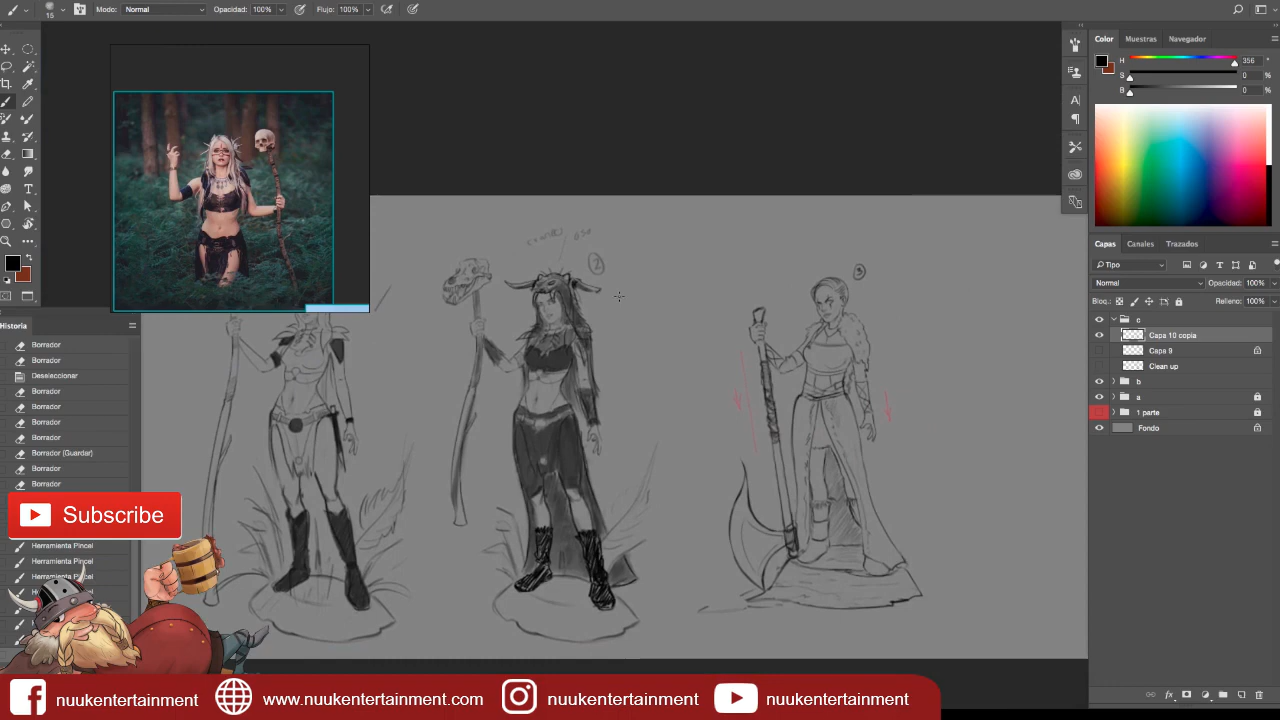 15
Modo: Normal
Opacidad: 100%
Flujo: 100%
Color
Muestras
Navegador
H
356
°
S
0
%
B
0
%
Capas
Canales
Trazados
Tipo
Normal
Opacidad: 100%
Bloq.:
Relleno: 100%
c
Capa 10 copia
Capa 9
Clean up
b
a
1 parte
Fondo
fx
2
3
Historia
Borrador
Borrador
Deseleccionar
Borrador
Borrador
Borrador
Borrador
Borrador (Guardar)
Borrador
Borrador
Subscribe
Herramienta Pincel
Herramienta Pincel
Herramienta Pincel
nuukentertainment
www.nuukentertainment.com
nuukentertainment
nuukentertainment